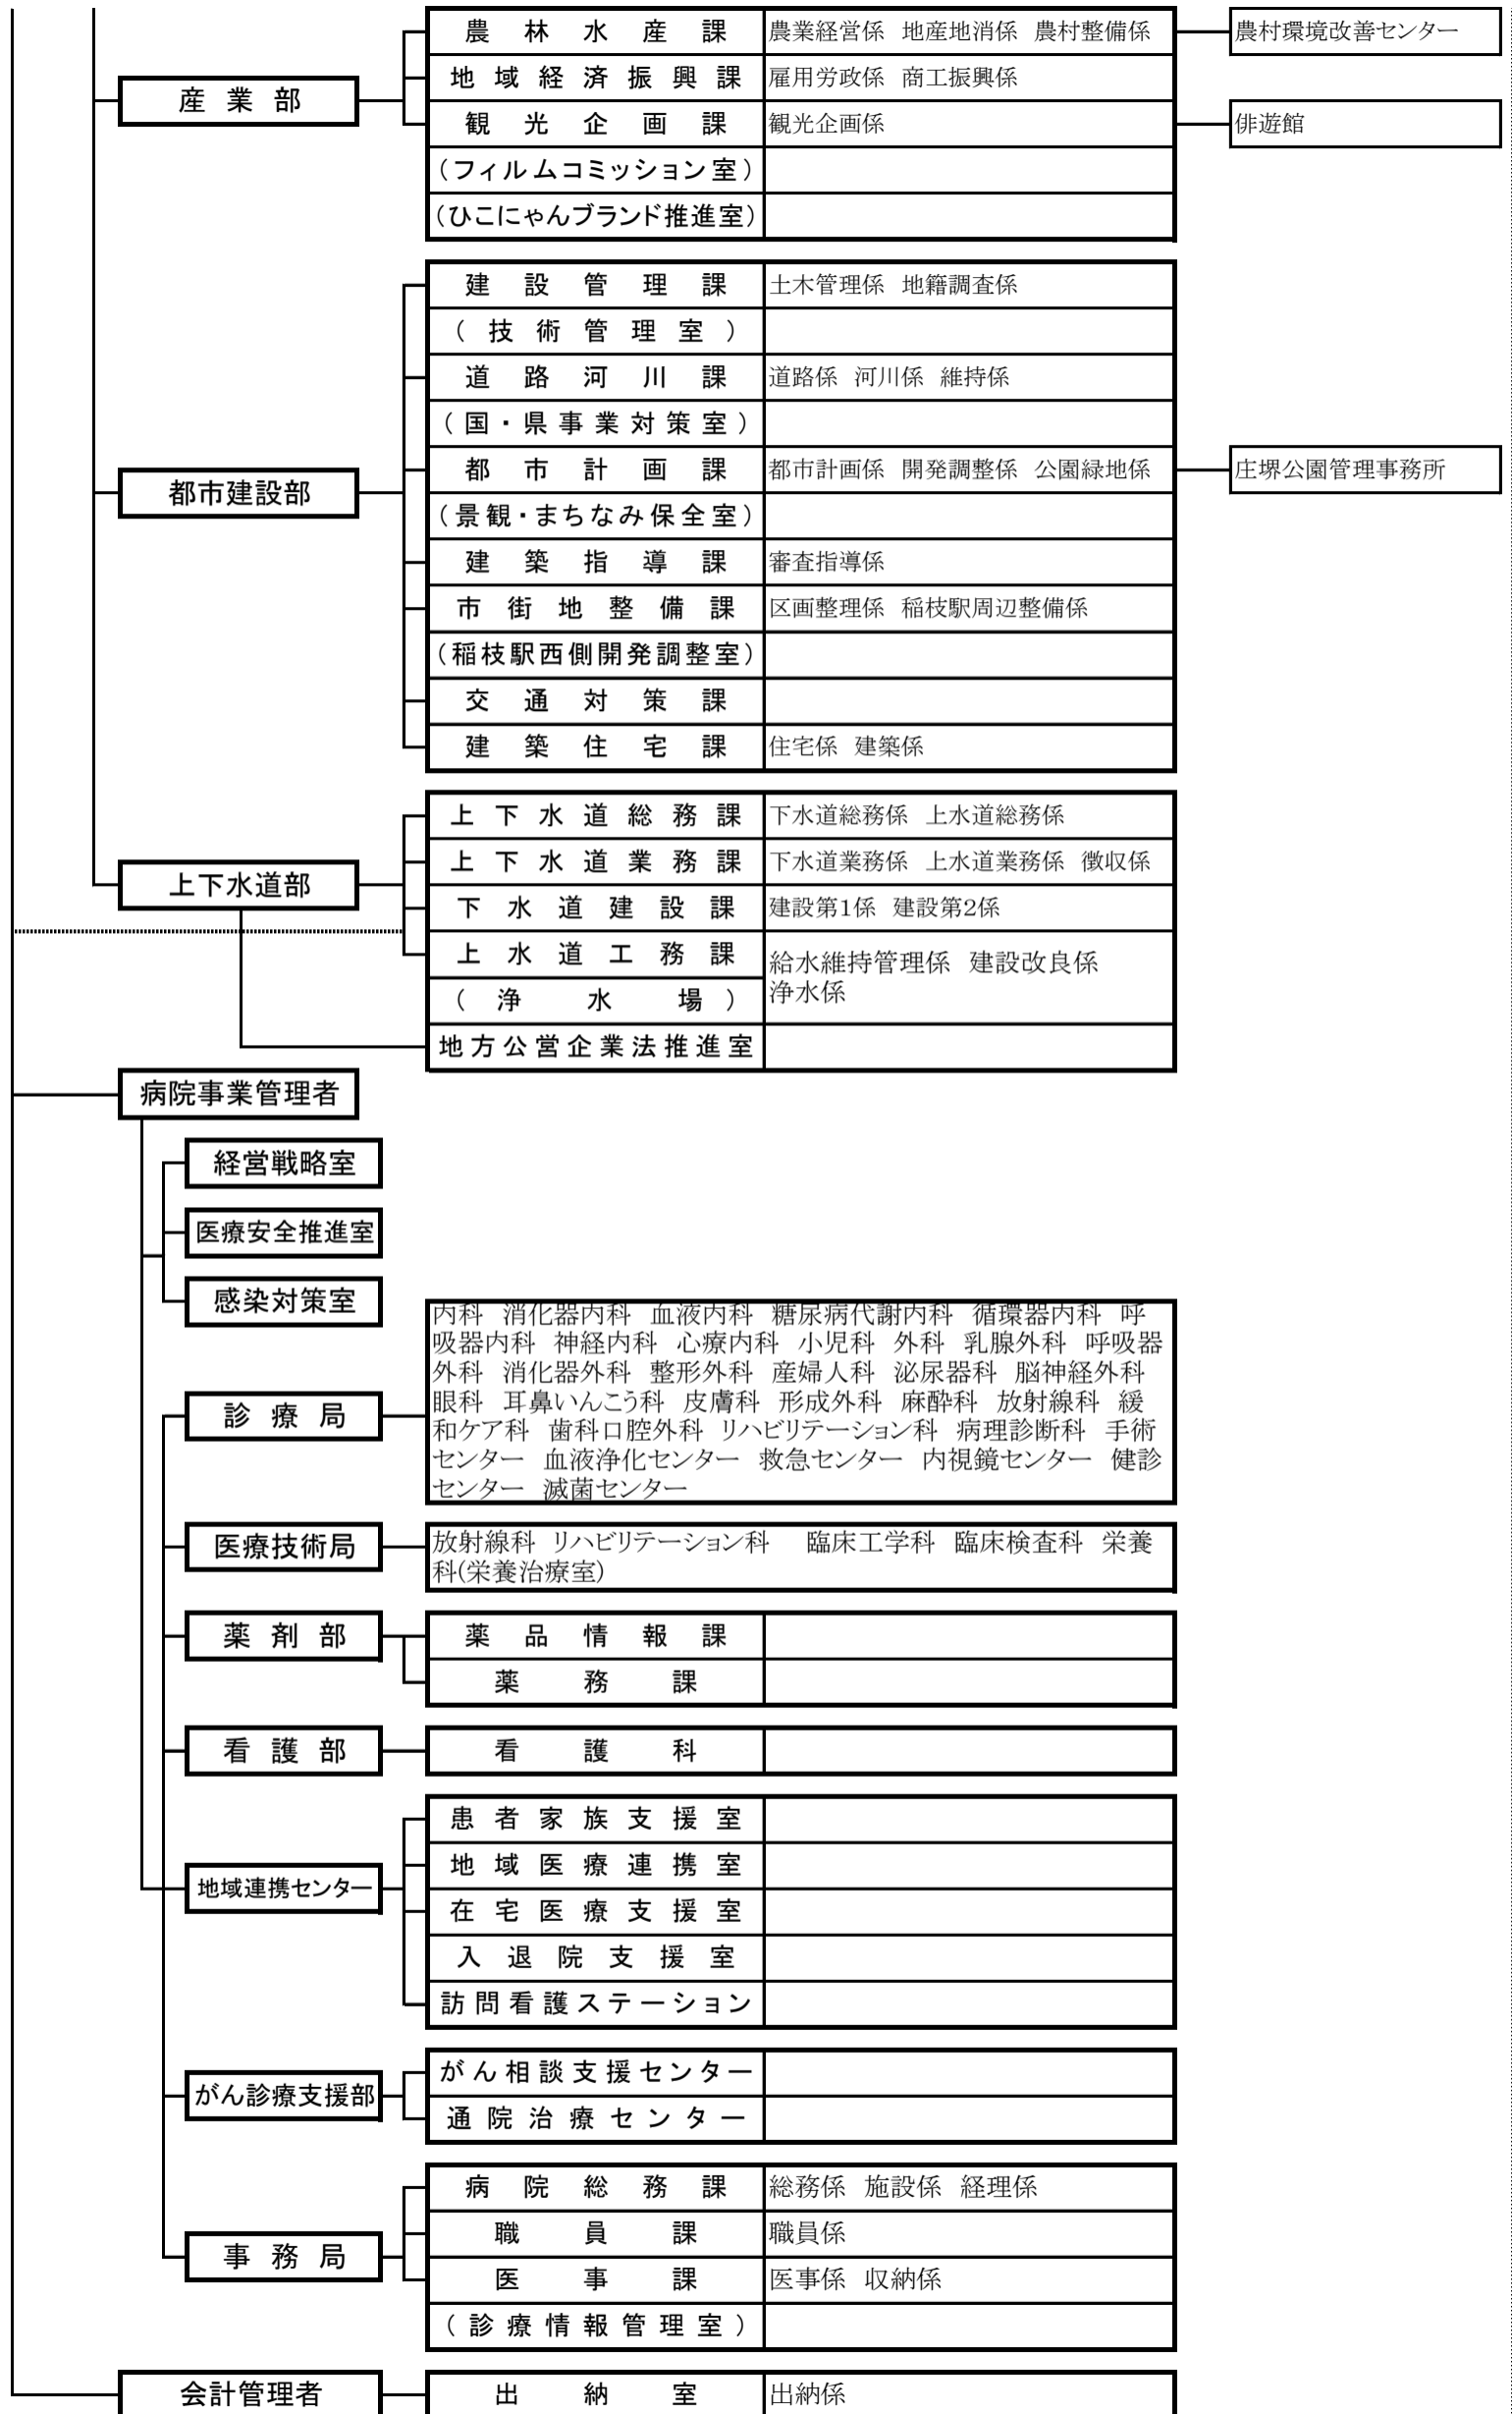 農林水産課 農業経営係 地産地消係 農村整備係 農村環境改善センター
地域経済振興課 雇用労政係 商工振興係
産業部
観光企画課 観光企画係 俳遊館
(フィルムコミッション室)
(ひこにゃんブランド推進室)
建設管理課 土木管理係 地籍調査係
(技術管理室)
道路河川課 道路係 河川係 維持係
(国・県事業対策室)
都市計画課 都市計画係 開発調整係 公園緑地係 庄堺公園管理事務所
都市建設部
(景観・まちなみ保全室)
建築指導課 審査指導係
市街地整備課 区画整理係 稲枝駅周辺整備係
(稲枝駅西側開発調整室)
交通対策課
建築住宅課 住宅係 建築係
上下水道総務課 下水道総務係 上水道総務係
上下水道業務課 下水道業務係 上水道業務係 徴収係
上下水道部
下水道建設課 建設第1係 建設第2係
上水道工務課 給水維持管理係 建設改良係
(浄水場) 浄水係
地方公営企業法推進室
病院事業管理者
経営戦略室
医療安全推進室
感染対策室
内科 消化器内科 血液内科 糖尿病代謝内科 循環器内科 呼
吸器内科 神経内科 心療内科 小児科 外科 乳腺外科 呼吸器
外科 消化器外科 整形外科 産婦人科 泌尿器科 脳神経外科
眼科 耳鼻いんこう科 皮膚科 形成外科 麻酔科 放射線科 緩
診療局
和ケア科 歯科口腔外科 リハビリテーション科 病理診断科 手術
センター 血液浄化センター 救急センター 内視鏡センター 健診
センター 滅菌センター
医療技術局
放射線科 リハビリテーション科 臨床工学科 臨床検査科 栄養
科(栄養治療室)
薬剤部 薬品情報課
薬務課
看護部 看護科
患者家族支援室
地域医療連携室
地域連携センター
在宅医療支援室
入退院支援室
訪問看護ステーション
がん相談支援センター
がん診療支援部
通院治療センター
病院総務課 総務係 施設係 経理係
職員課 職員係
事務局
医事課 医事係 収納係
(診療情報管理室)
会計管理者 出納室 出納係